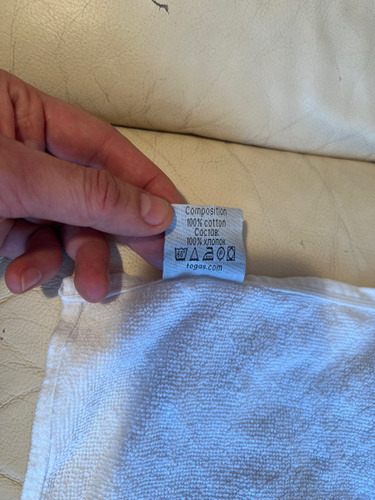 Composition
100% cotton
Состав
100% хлопок
togas.com